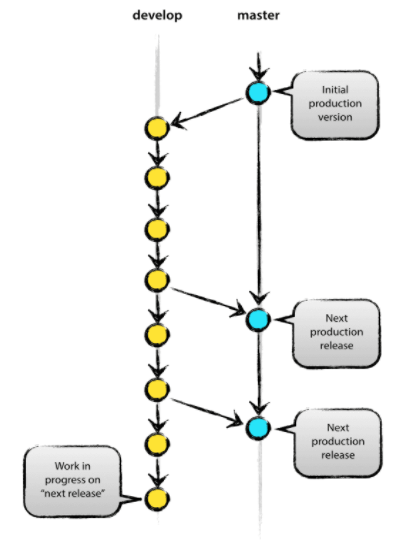 develop
master
Initial
production
version
Next
production
release
Next
production
release
Work in
progress on
“next release”